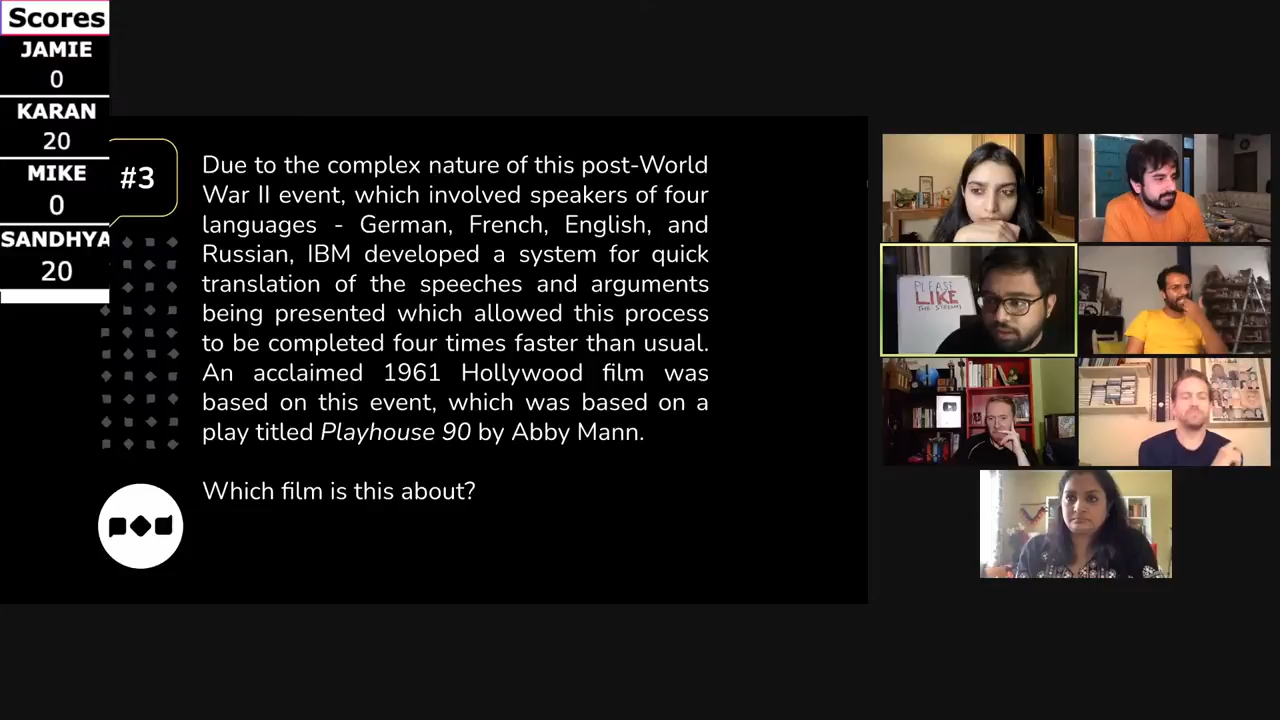 Scores
JAMIE
0
KARAN
20
MIKE
0
SANDHYA
20
#3
Due to the complex nature of this post-World
War II event, which involved speakers of four
languages - German, French, English, and
Russian, IBM developed a system for quick
translation of the speeches and arguments
being presented which allowed this process
to be completed four times faster than usual.
An acclaimed 1961 Hollywood film was
based on this event, which was based on a
play titled Playhouse 90 by Abby Mann.
Which film is this about?
PLEASE
LIKE
THE STREAM